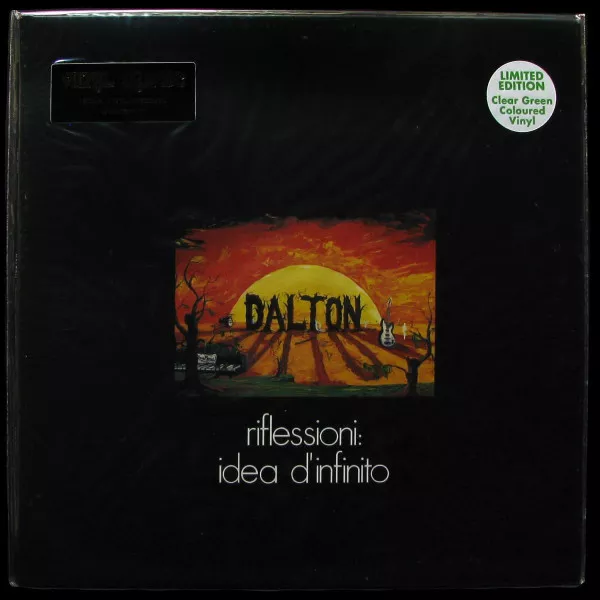 LIMITED
EDITION
Clear Green
Coloured
Vinyl
DALTON
riflessioni:
idea d'infinito